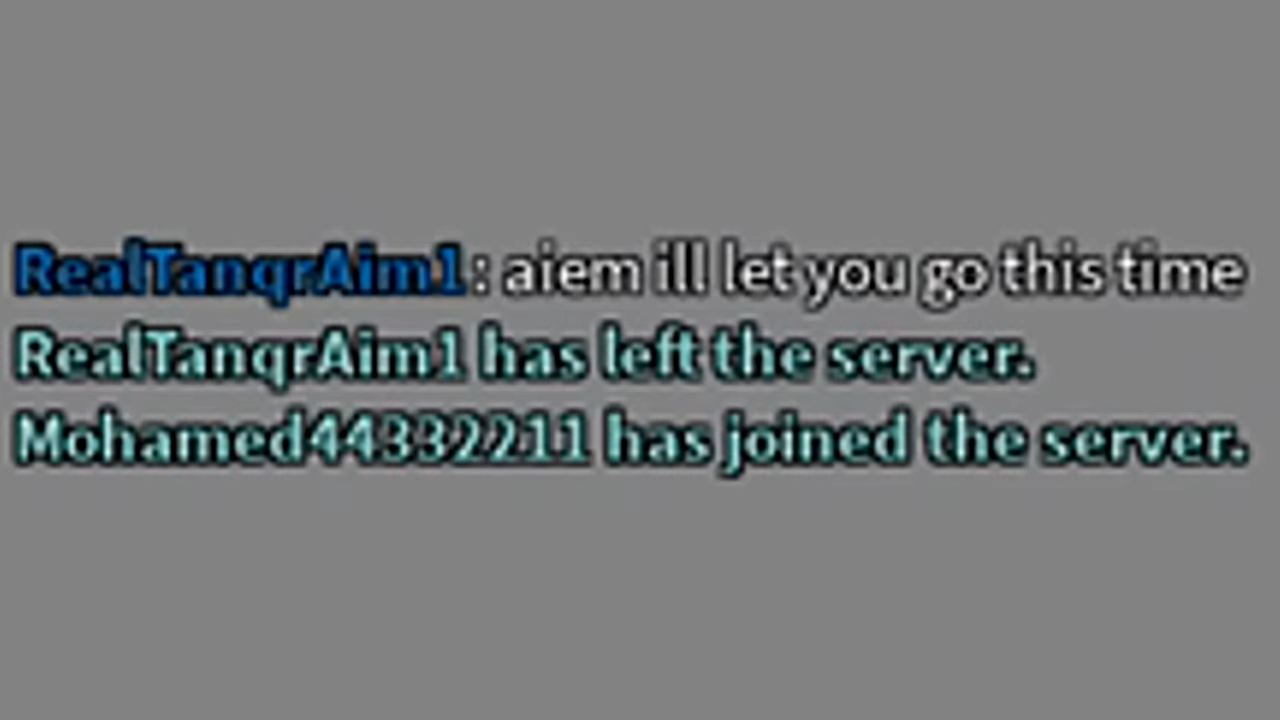 RealTanqrAim1: aiem ill let you go this time
RealTanqrAim1 has left the server.
Mohamed44332211 has joined the server.